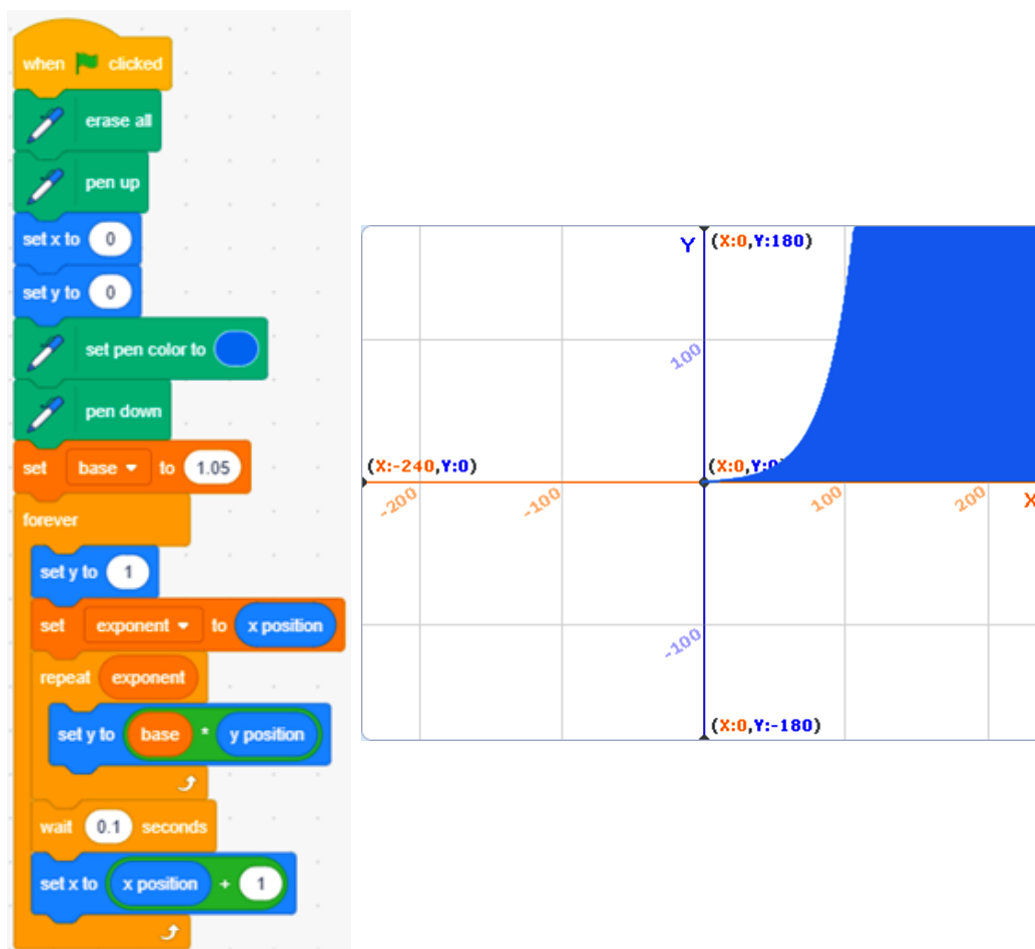 when clicked
erase all
pen up
set x to 0
set y to 0
set pen color to
pen down
set base to 1.05
forever
set y to 1
set exponent to x position
repeat exponent
set y to base * y position
wait 0.1 seconds
set x to x position + 1
Y (X:0,Y:180)
100
(X:-240,Y:0) (X:0,Y:0
-200 -100 100 200 X
-100
(X:0,Y:-180)